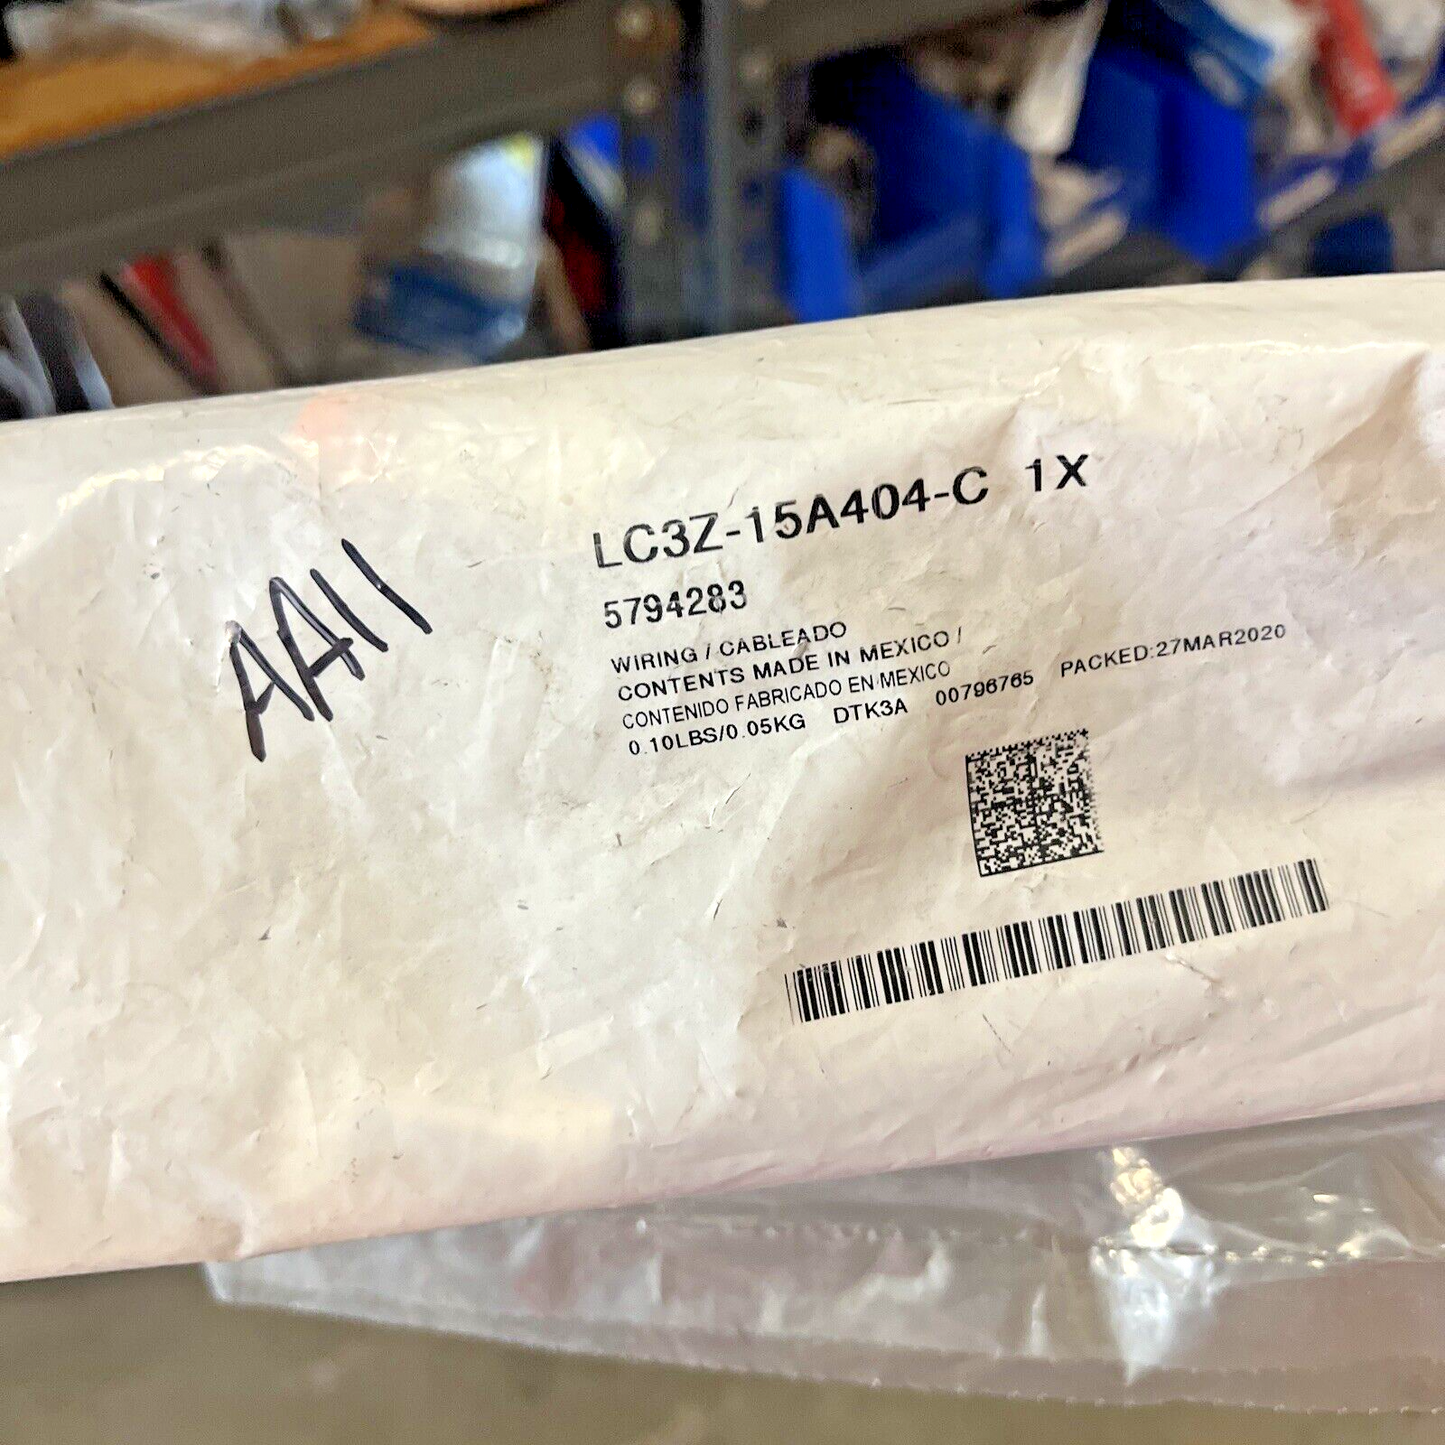 AA11
LC3Z-15A404-C 1X
5794283
WIRING / CABLEADO
CONTENTS MADE IN MEXICO /
CONTENIDO FABRICADO EN MEXICO
0.10LBS/0.05KG DTK3A 00796765 PACKED:27MAR2020